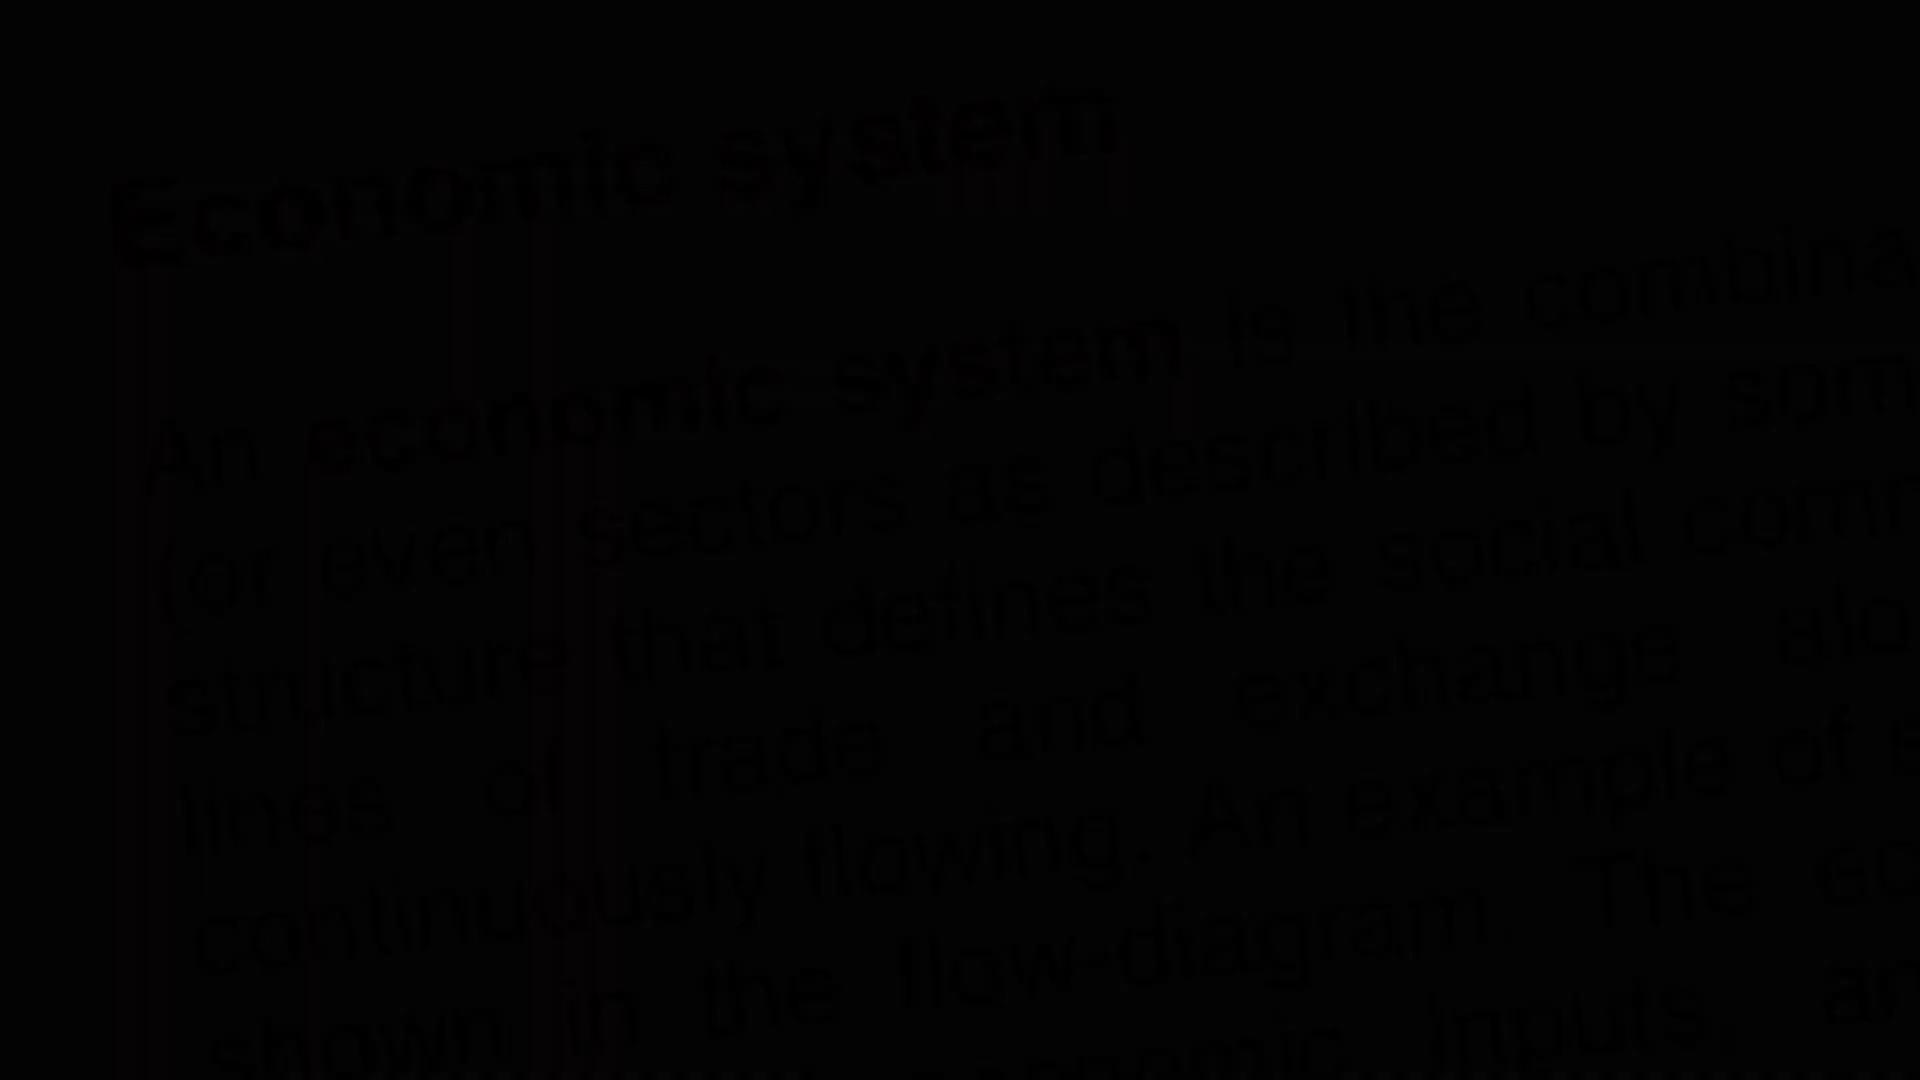 Economic system
An economic system is the combina
(or even sectors as described by som
structure that defines the social comm
lines of trade and exchange alo
continuously flowing. An example of s
shown in the flow-diagram. The ec
inputs an